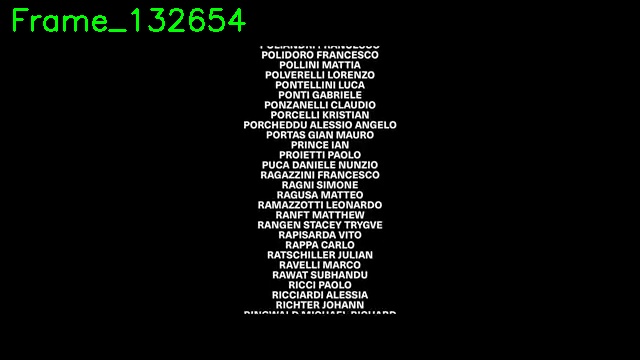 Frame_132654
POLIDORO FRANCESCO
POLLINI MATTIA
POLVERELLI LORENZO
PONTELLINI LUCA
PONTI GABRIELE
PONZANELLI CLAUDIO
PORCELLI KRISTIAN
PORCHEDDU ALESSIO ANGELO
PORTAS GIAN MAURO
PRINCE IAN
PROIETTI PAOLO
PUCA DANIELE NUNZIO
RAGAZZINI FRANCESCO
RAGNI SIMONE
RAGUSA MATTEO
RAMAZZOTTI LEONARDO
RANFT MATTHEW
RANGEN STACEY TRYGVE
RAPISARDA VITO
RAPPA CARLO
RATSCHILLER JULIAN
RAVELLI MARCO
RAWAT SUBHANDU
RICCI PAOLO
RICCIARDI ALESSIA
RICHTER JOHANN